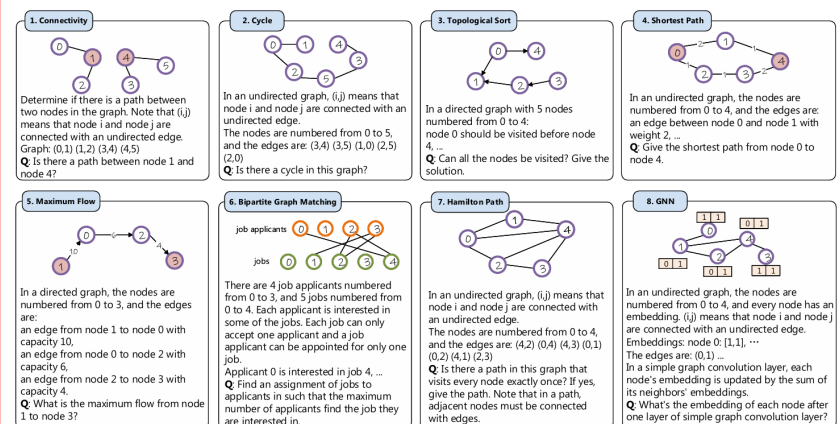 1. Connectivity
0
1
4
5
2
3
Determine if there is a path between
two nodes in the graph. Note that (i,j)
means that node i and node j are
connected with an undirected edge.
Graph: (0,1) (1,2) (3,4) (4,5)
Q: Is there a path between node 1 and
node 4?
2. Cycle
0
1
4
3
2
5
In an undirected graph, (i,j) means that
node i and node j are connected with an
undirected edge.
The nodes are numbered from 0 to 5,
and the edges are: (3,4) (3,5) (1,0) (2,5)
(2,0)
Q: Is there a cycle in this graph?
3. Topological Sort
0
4
1
2
3
In a directed graph with 5 nodes
numbered from 0 to 4:
node 0 should be visited before node
4, ...
Q: Can all the nodes be visited? Give the
solution.
4. Shortest Path
0
2
1
1
4
1
2
1
3
2
In an undirected graph, the nodes are
numbered from 0 to 4, and the edges are:
an edge between node 0 and node 1 with
weight 2, ...
Q: Give the shortest path from node 0 to
node 4.
5. Maximum Flow
0
6
2
10
4
1
3
In a directed graph, the nodes are
numbered from 0 to 3, and the edges
are:
an edge from node 1 to node 0 with
capacity 10,
an edge from node 0 to node 2 with
capacity 6,
an edge from node 2 to node 3 with
capacity 4.
Q: What is the maximum flow from node
1 to node 3?
6. Bipartite Graph Matching
job applicants 0 1 2 3
jobs 0 1 2 3 4
There are 4 job applicants numbered
from 0 to 3, and 5 jobs numbered from
0 to 4. Each applicant is interested in
some of the jobs. Each job can only
accept one applicant and a job
applicant can be appointed for only one
job.
Applicant 0 is interested in job 4, ...
Q: Find an assignment of jobs to
applicants in such that the maximum
number of applicants find the job they
are interested in.
7. Hamilton Path
1
0
4
2
3
In an undirected graph, (i,j) means that
node i and node j are connected with
an undirected edge.
The nodes are numbered from 0 to 4,
and the edges are: (4,2) (0,4) (4,3) (0,1)
(0,2) (4,1) (2,3)
Q: Is there a path in this graph that
visits every node exactly once? If yes,
give the path. Note that in a path,
adjacent nodes must be connected
with edges.
8. GNN
1 1
0 1
0
4
1
2
3
0 1
0 1
1 1
In an undirected graph, the nodes are
numbered from 0 to 4, and every node has an
embedding. (i,j) means that node i and node j
are connected with an undirected edge.
Embeddings: node 0: [1,1], ⋯
The edges are: (0,1) ...
In a simple graph convolution layer, each
node's embedding is updated by the sum of
its neighbors' embeddings.
Q: What's the embedding of each node after
one layer of simple graph convolution layer?